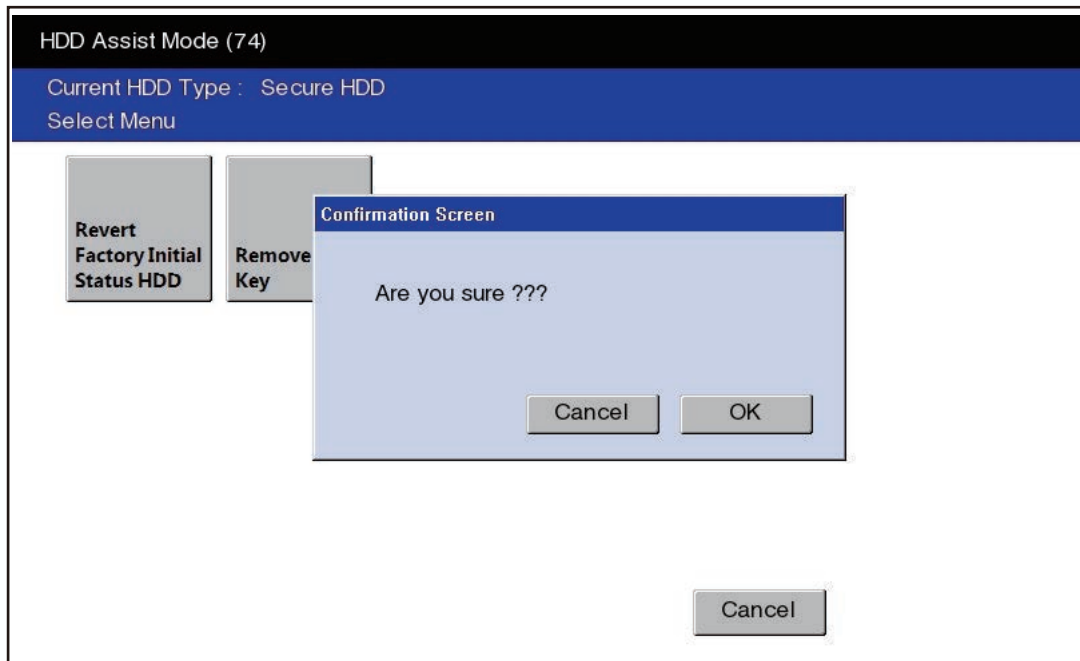 HDD Assist Mode (74)
Current HDD Type : Secure HDD
Select Menu
Revert
Factory Initial
Status HDD
Remove
Key
Confirmation Screen
Are you sure ???
Cancel
OK
Cancel